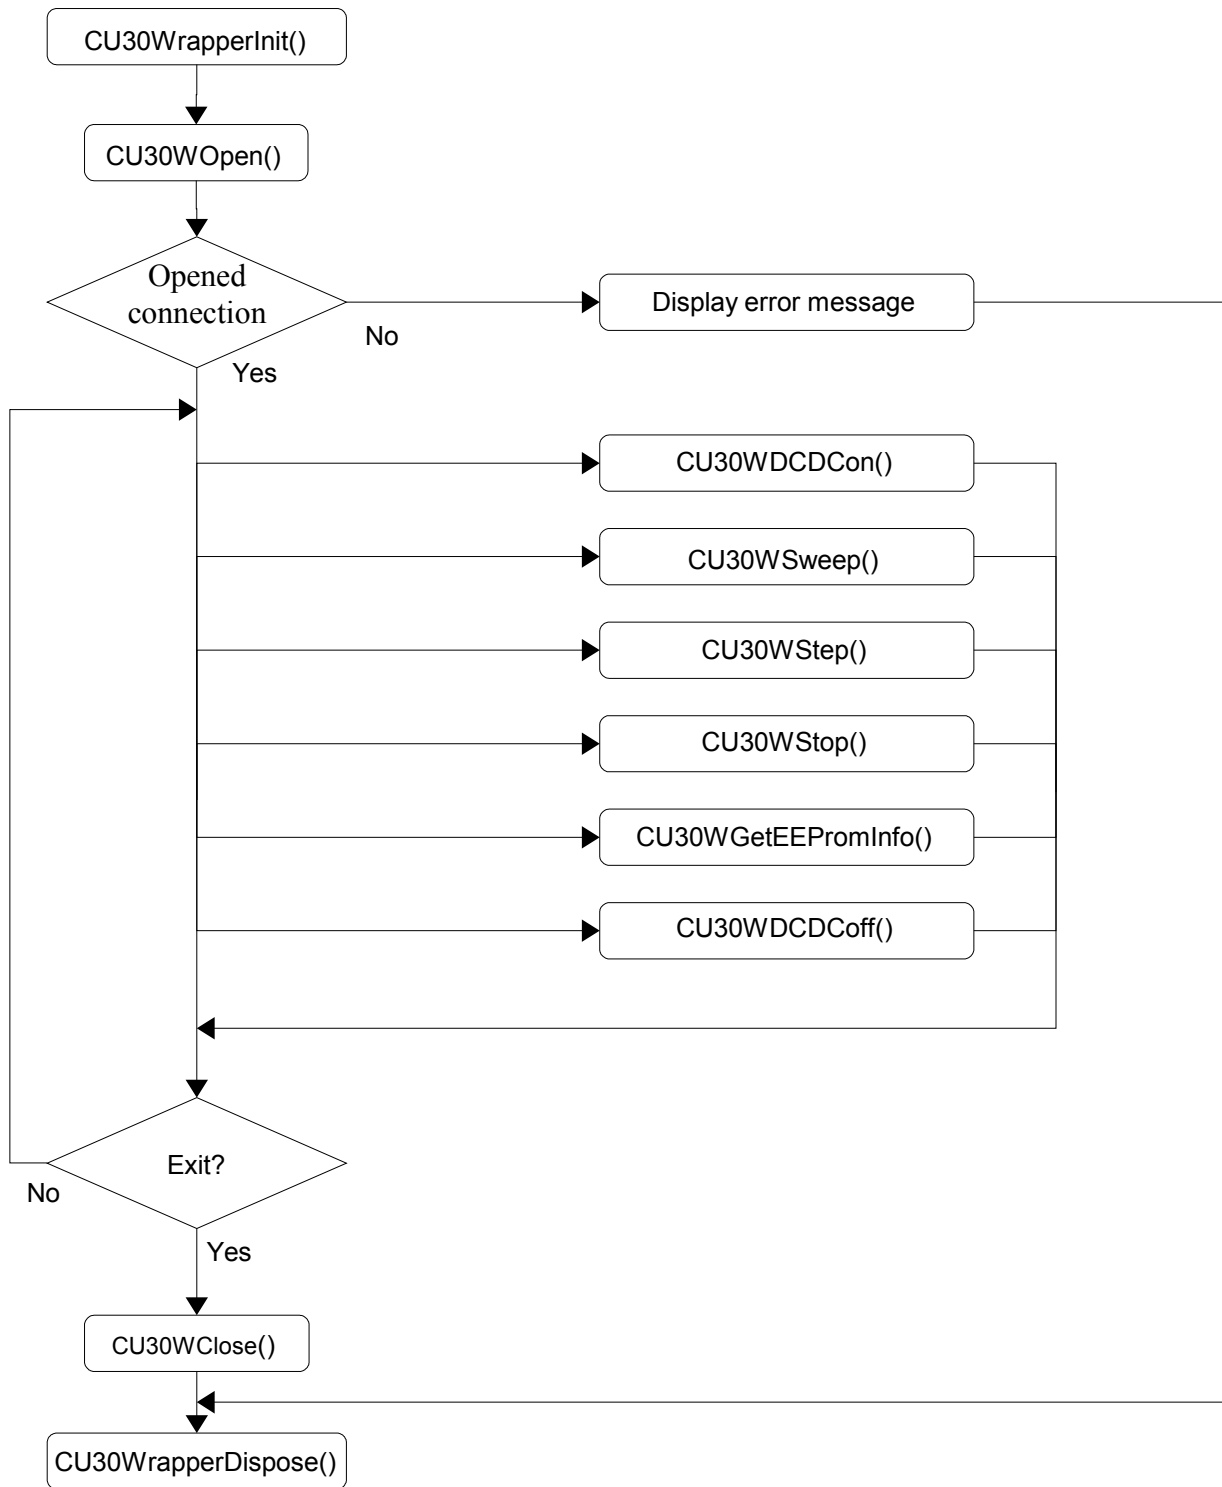 CU30WrapperInit()
CU30WOpen()
Opened
connection
No
Display error message
Yes
CU30WDCDCon()
CU30WSweep()
CU30WStep()
CU30WStop()
CU30WGetEEPromInfo()
CU30WDCDCoff()
Exit?
No
Yes
CU30WClose()
CU30WrapperDispose()